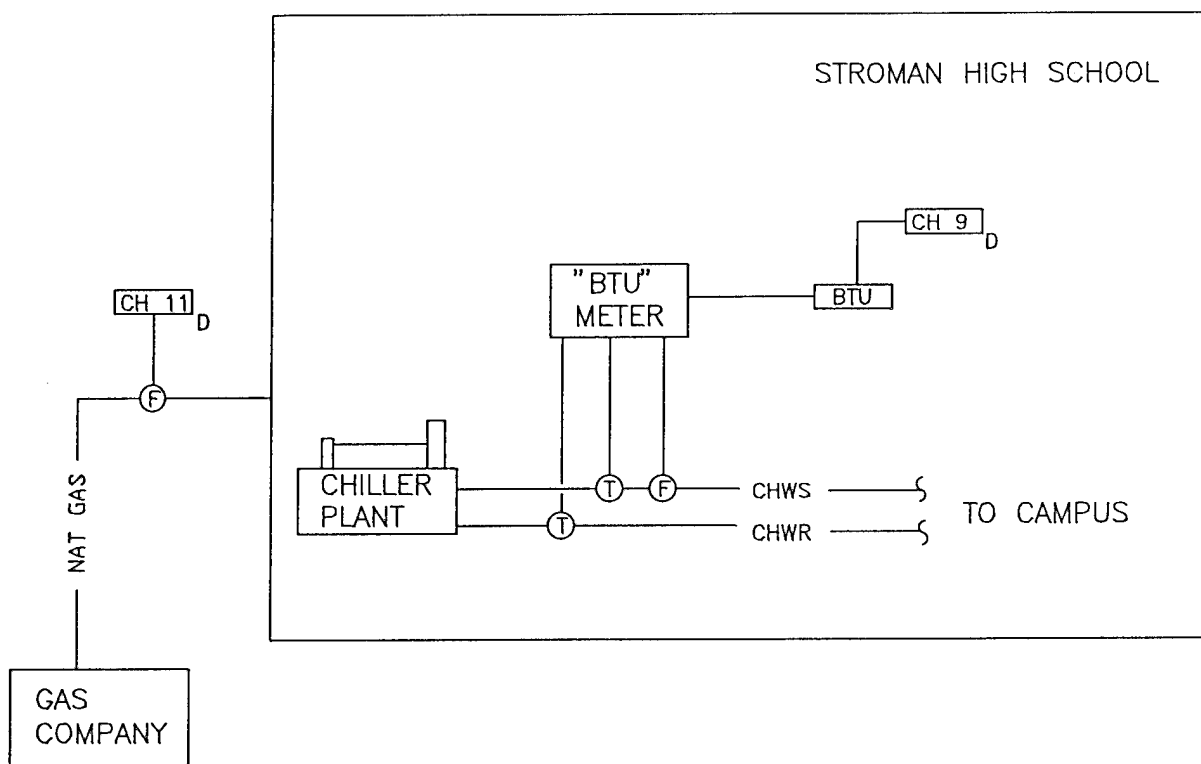 STROMAN HIGH SCHOOL
CH 9
D
"BTU"
METER
BTU
CH 11
D
F
NAT GAS
CHILLER
PLANT
T
F
CHWS
T
CHWR
TO CAMPUS
GAS
COMPANY